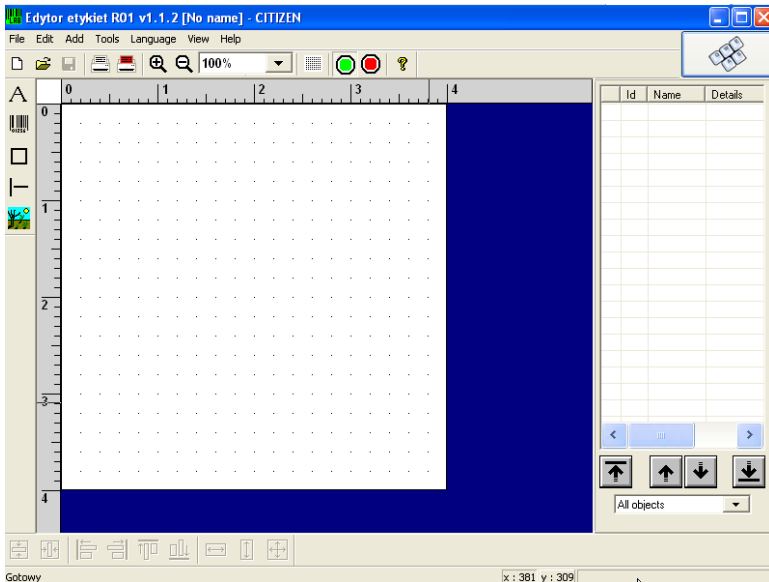 Edytor etykiet R01 v1.1.2 [No name] - CITIZEN
File Edit Add Tools Language View Help
100%
A
0 1 2 3 4
0
1
2
3
4
Id Name Details
All objects
Gotowy x : 381 y : 309